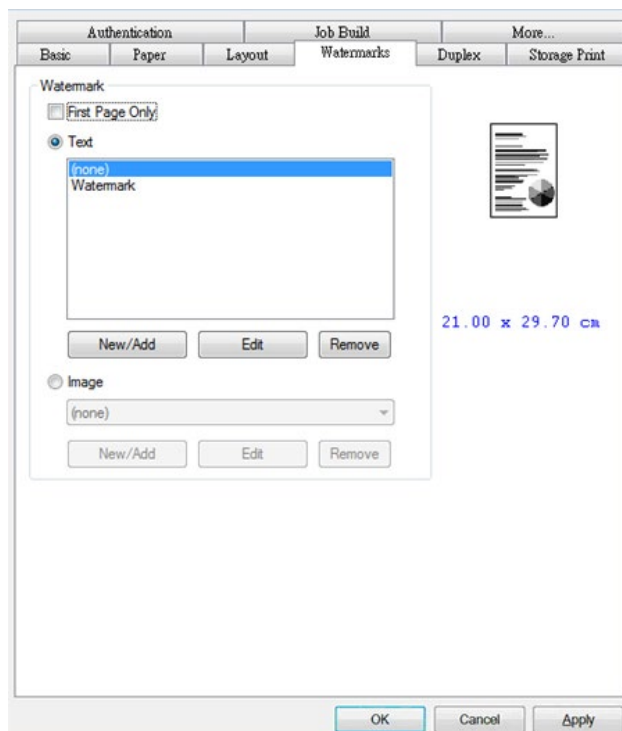 Authentication Job Build More...
Basic Paper Layout Watermarks Duplex Storage Print
Watermark
First Page Only
Text
(none)
Watermark
21.00 x 29.70 cm
New/Add Edit Remove
Image
(none)
New/Add Edit Remove
OK Cancel Apply